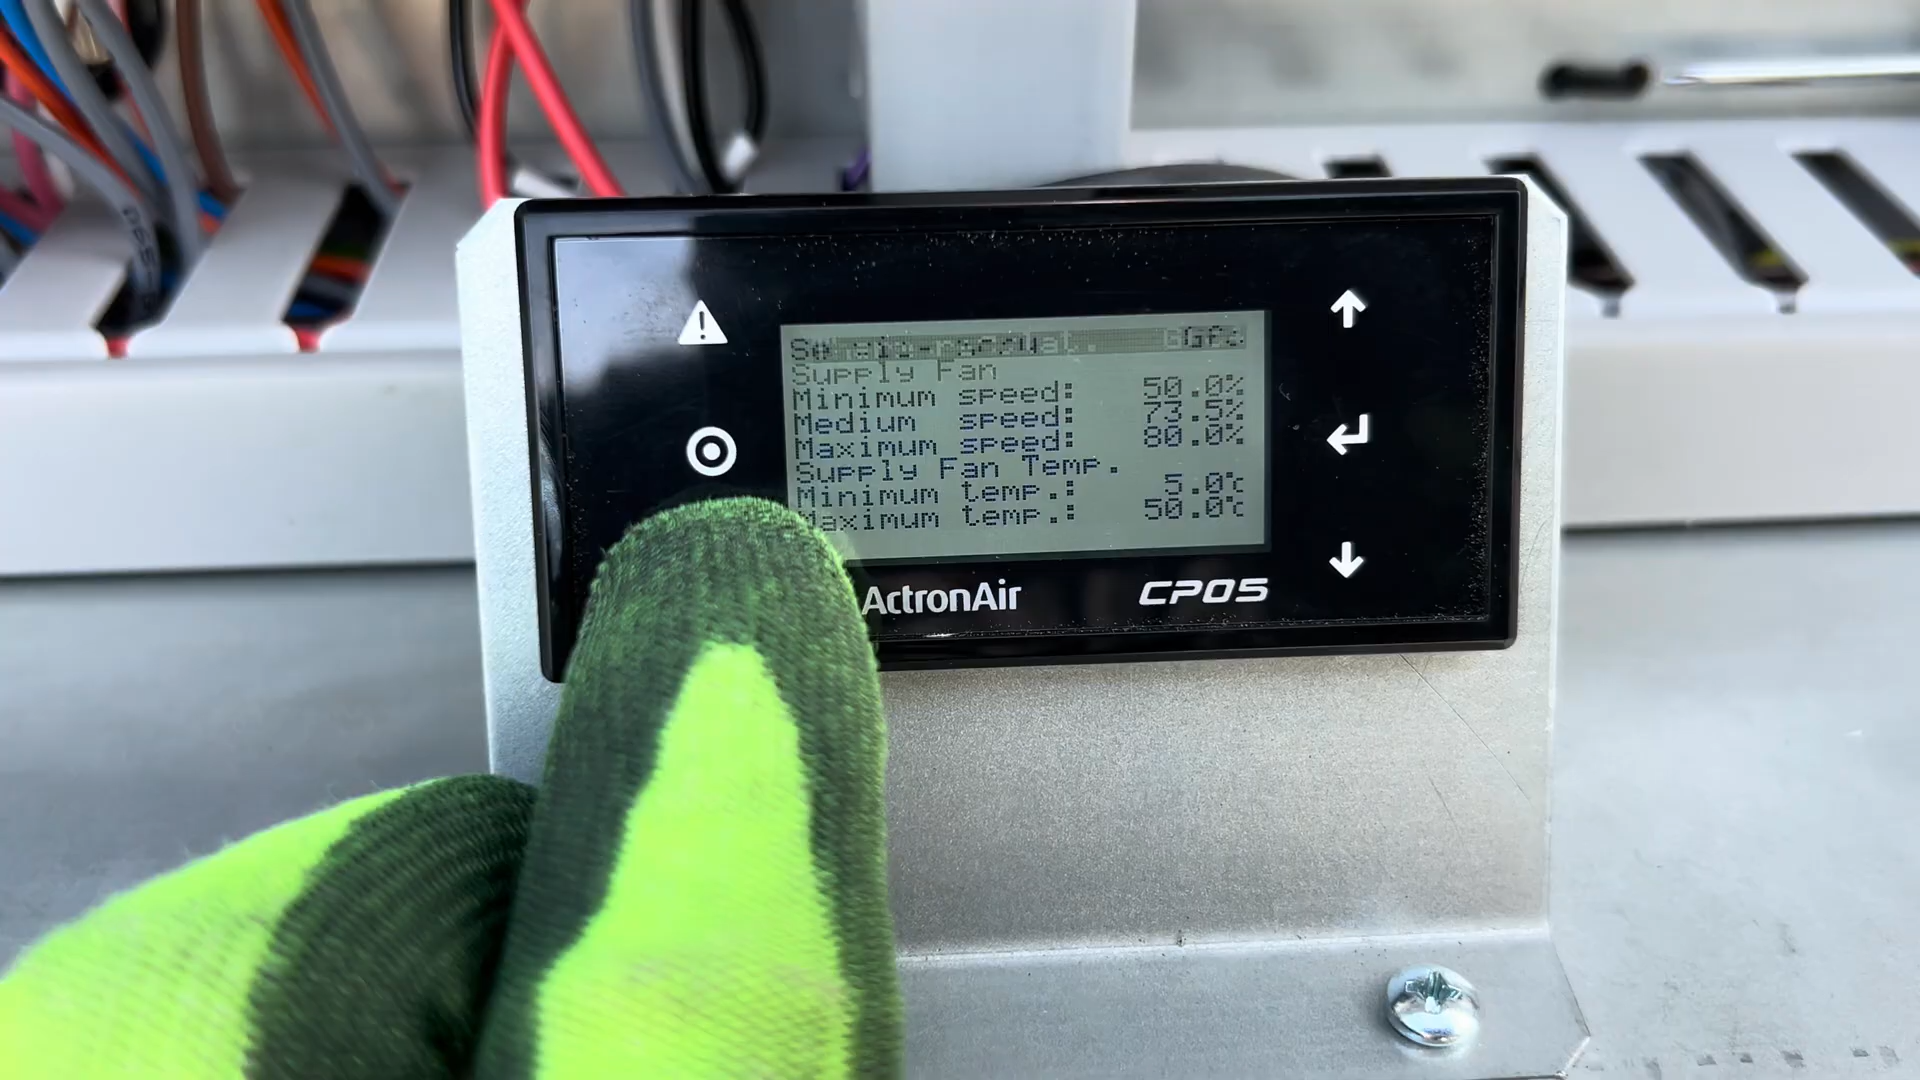 Supply Fan
Minimum speed: 50.0%
Medium speed: 73.5%
Maximum speed: 80.0%
Supply Fan Temp.
Minimum temp.: 5.0℃
Maximum temp.: 50.0℃
ActronAir CP05